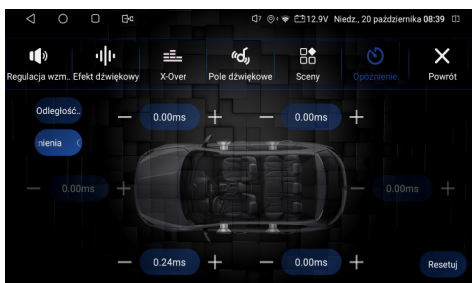 7 12.9V Niedz., 20 października 08:39
Regulacja wzm.. Efekt dźwiękowy X-Over Pole dźwiękowe Sceny Opóźnienie Powrót
Odległość..
— 0.00ms + — 0.00ms +
nienia
— 0.00ms + — 0.00ms +
— 0.24ms + — 0.00ms +
Resetuj